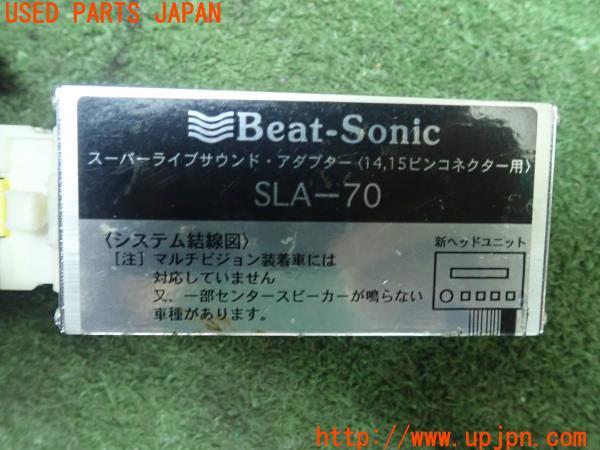 USED PARTS JAPAN
Beat-Sonic
スーパーライブサウンド・アダプター〈14,15ピンコネクター用〉
SLA-70
〈システム結線図〉
[注] マルチビジョン装着車には
対応していません
又、一部センタースピーカーが鳴らない
車種があります。
新ヘッドユニット
http://www.upjpn.com